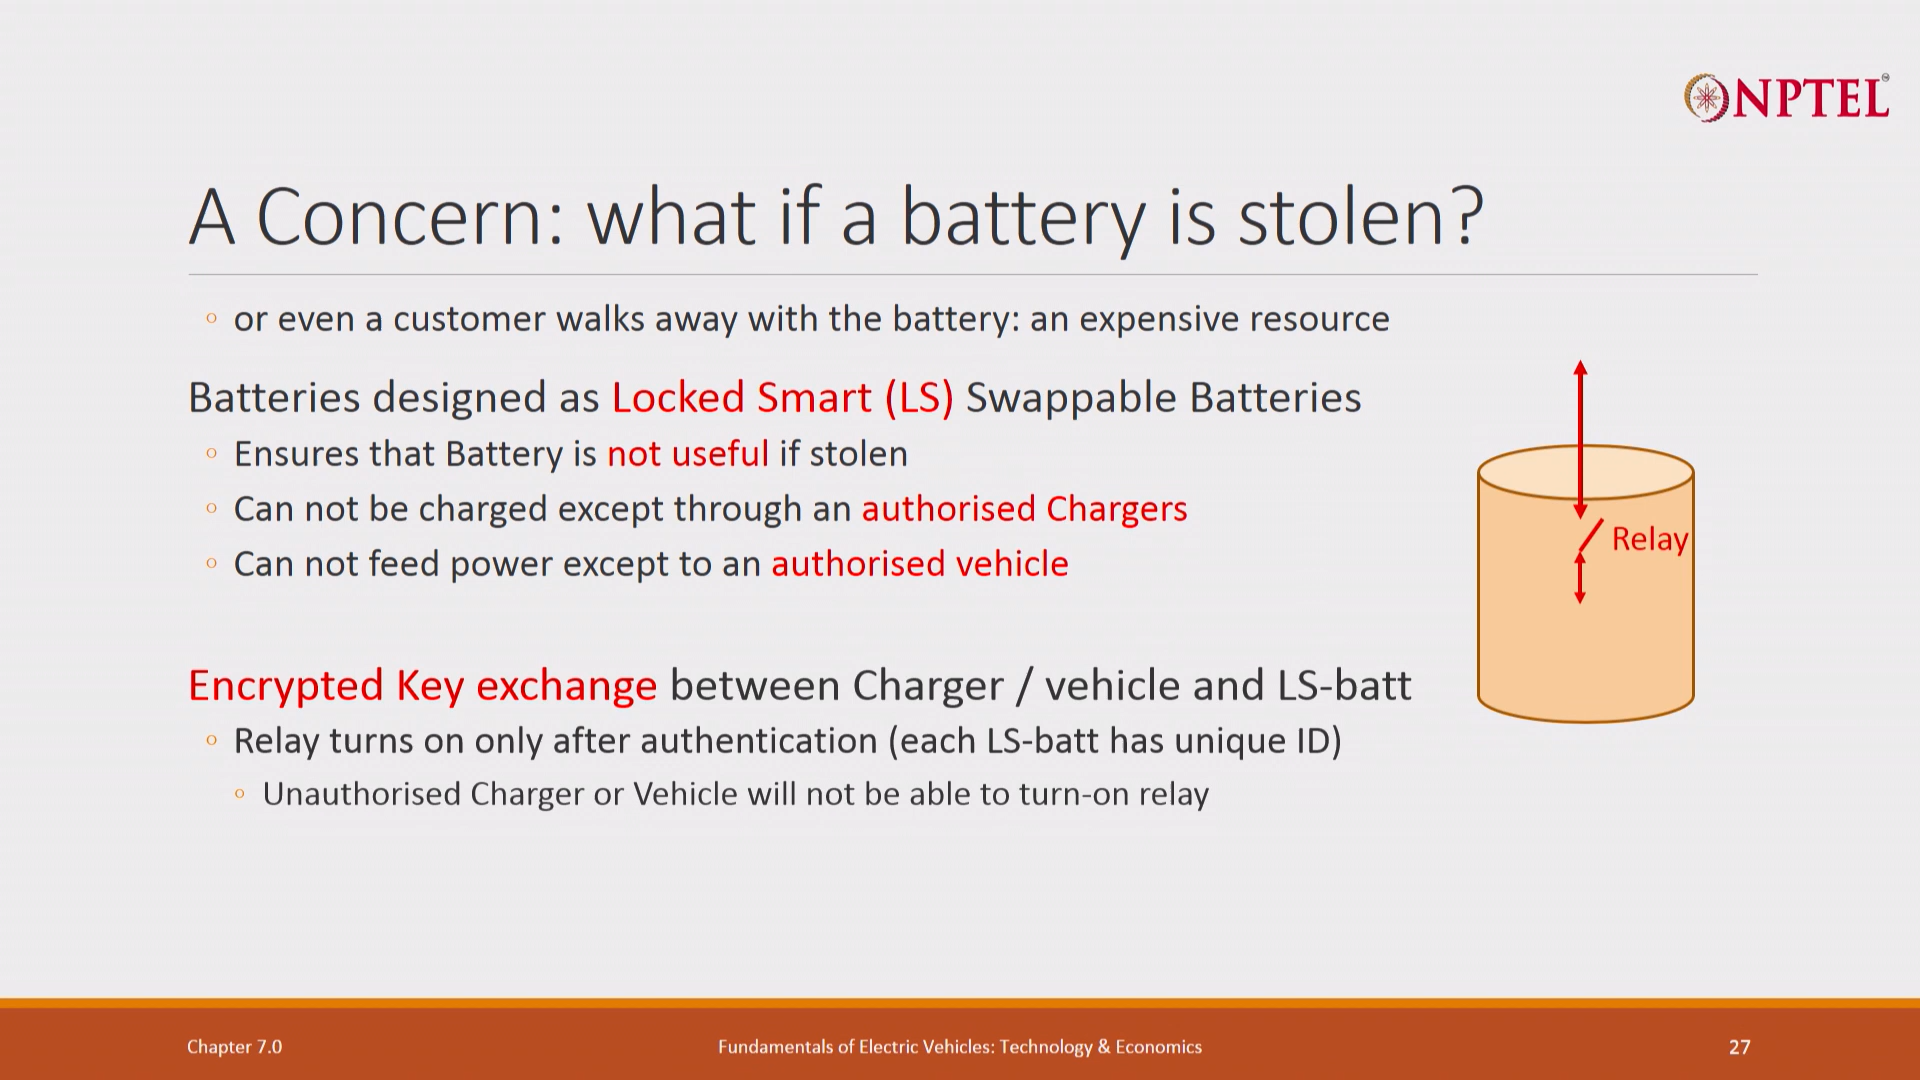 NPTEL
A Concern: what if a battery is stolen?
or even a customer walks away with the battery: an expensive resource
Batteries designed as Locked Smart (LS) Swappable Batteries
Ensures that Battery is not useful if stolen
Can not be charged except through an authorised Chargers
Can not feed power except to an authorised vehicle
Relay
Encrypted Key exchange between Charger / vehicle and LS-batt
Relay turns on only after authentication (each LS-batt has unique ID)
Unauthorised Charger or Vehicle will not be able to turn-on relay
Chapter 7.0
Fundamentals of Electric Vehicles: Technology & Economics
27